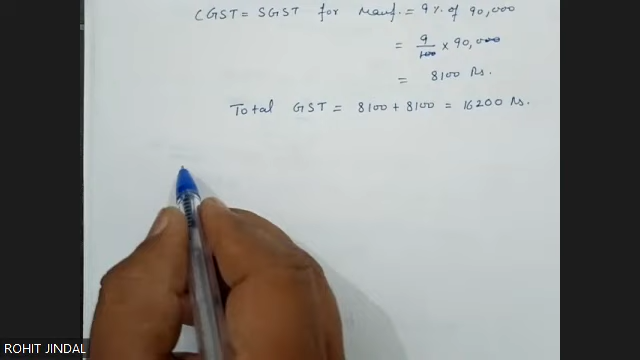 CGST = SGST for Manf. = 9% of 90,000
= 9/100 x 90,000
= 8100 Rs.
Total GST = 8100 + 8100 = 16200 Rs.
ROHIT JINDAL